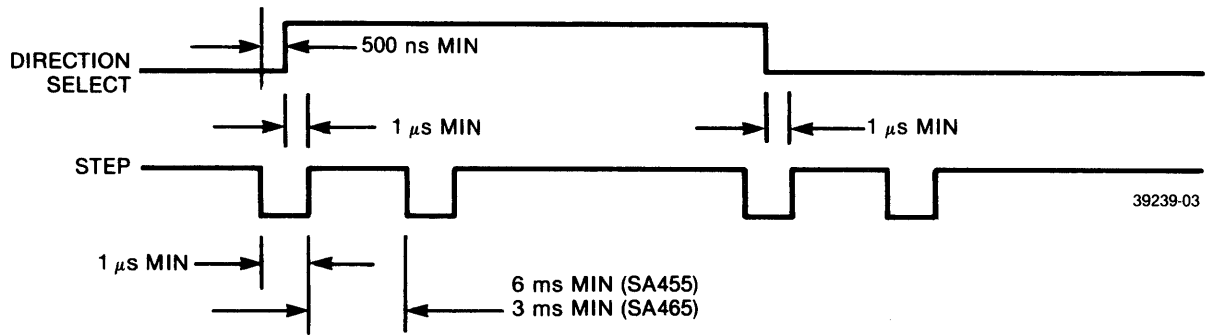 500 ns MIN
DIRECTION
SELECT
1 μs MIN
1 μs MIN
STEP
39239-03
1 μs MIN
6 ms MIN (SA455)
3 ms MIN (SA465)